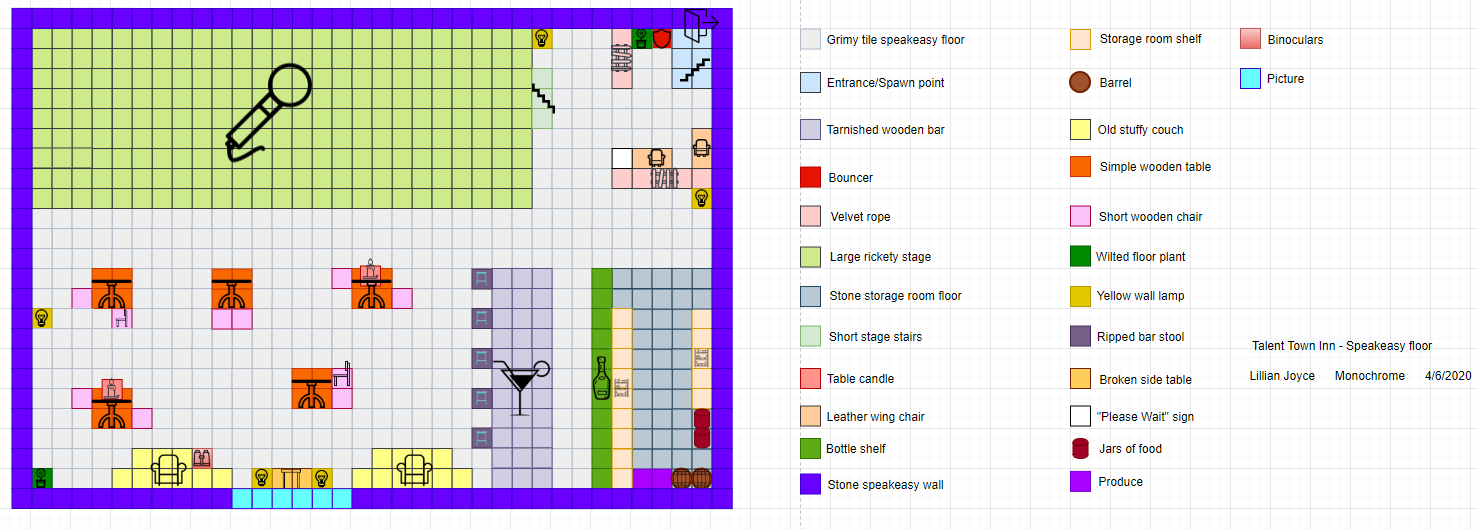 Grimy tile speakeasy floor
Entrance/Spawn point
Tarnished wooden bar
Bouncer
Velvet rope
Large rickety stage
Stone storage room floor
Short stage stairs
Table candle
Leather wing chair
Bottle shelf
Stone speakeasy wall
Storage room shelf
Barrel
Old stuffy couch
Simple wooden table
Short wooden chair
Wilted floor plant
Yellow wall lamp
Ripped bar stool
Broken side table
"Please Wait" sign
Jars of food
Produce
Binoculars
Picture
Talent Town Inn - Speakeasy floor
Lillian Joyce Monochrome 4/6/2020